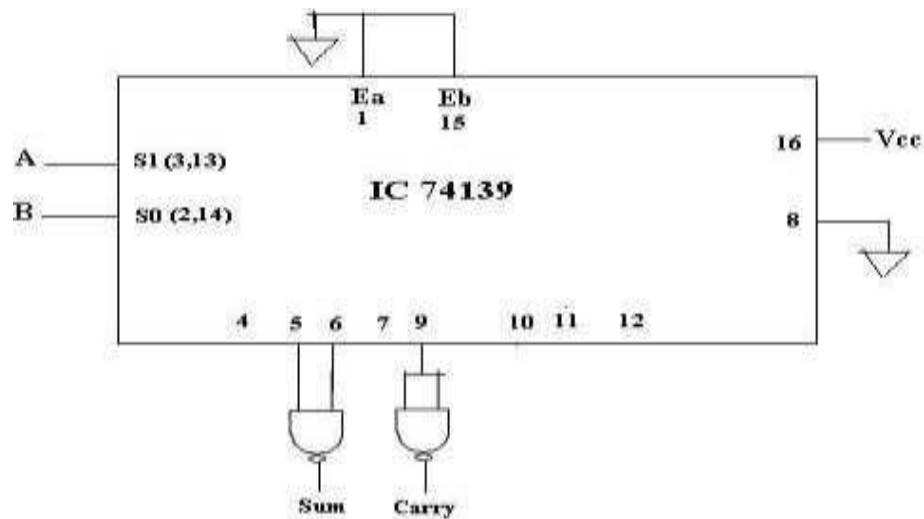 Ea Eb
1 15
A S1 (3,13) 16 Vcc
IC 74139
B S0 (2,14) 8
4 5 6 7 9 10 11 12
Sum Carry